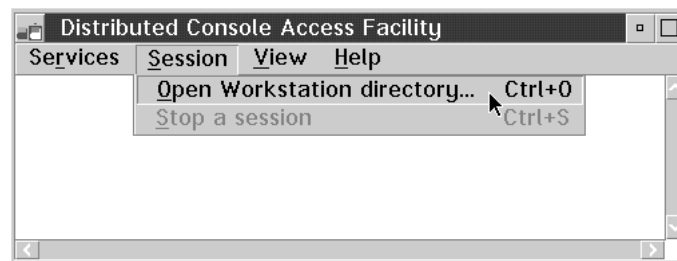 Distributed Console Access Facility
Services Session View Help
Open Workstation directory... Ctrl+O
Stop a session Ctrl+S